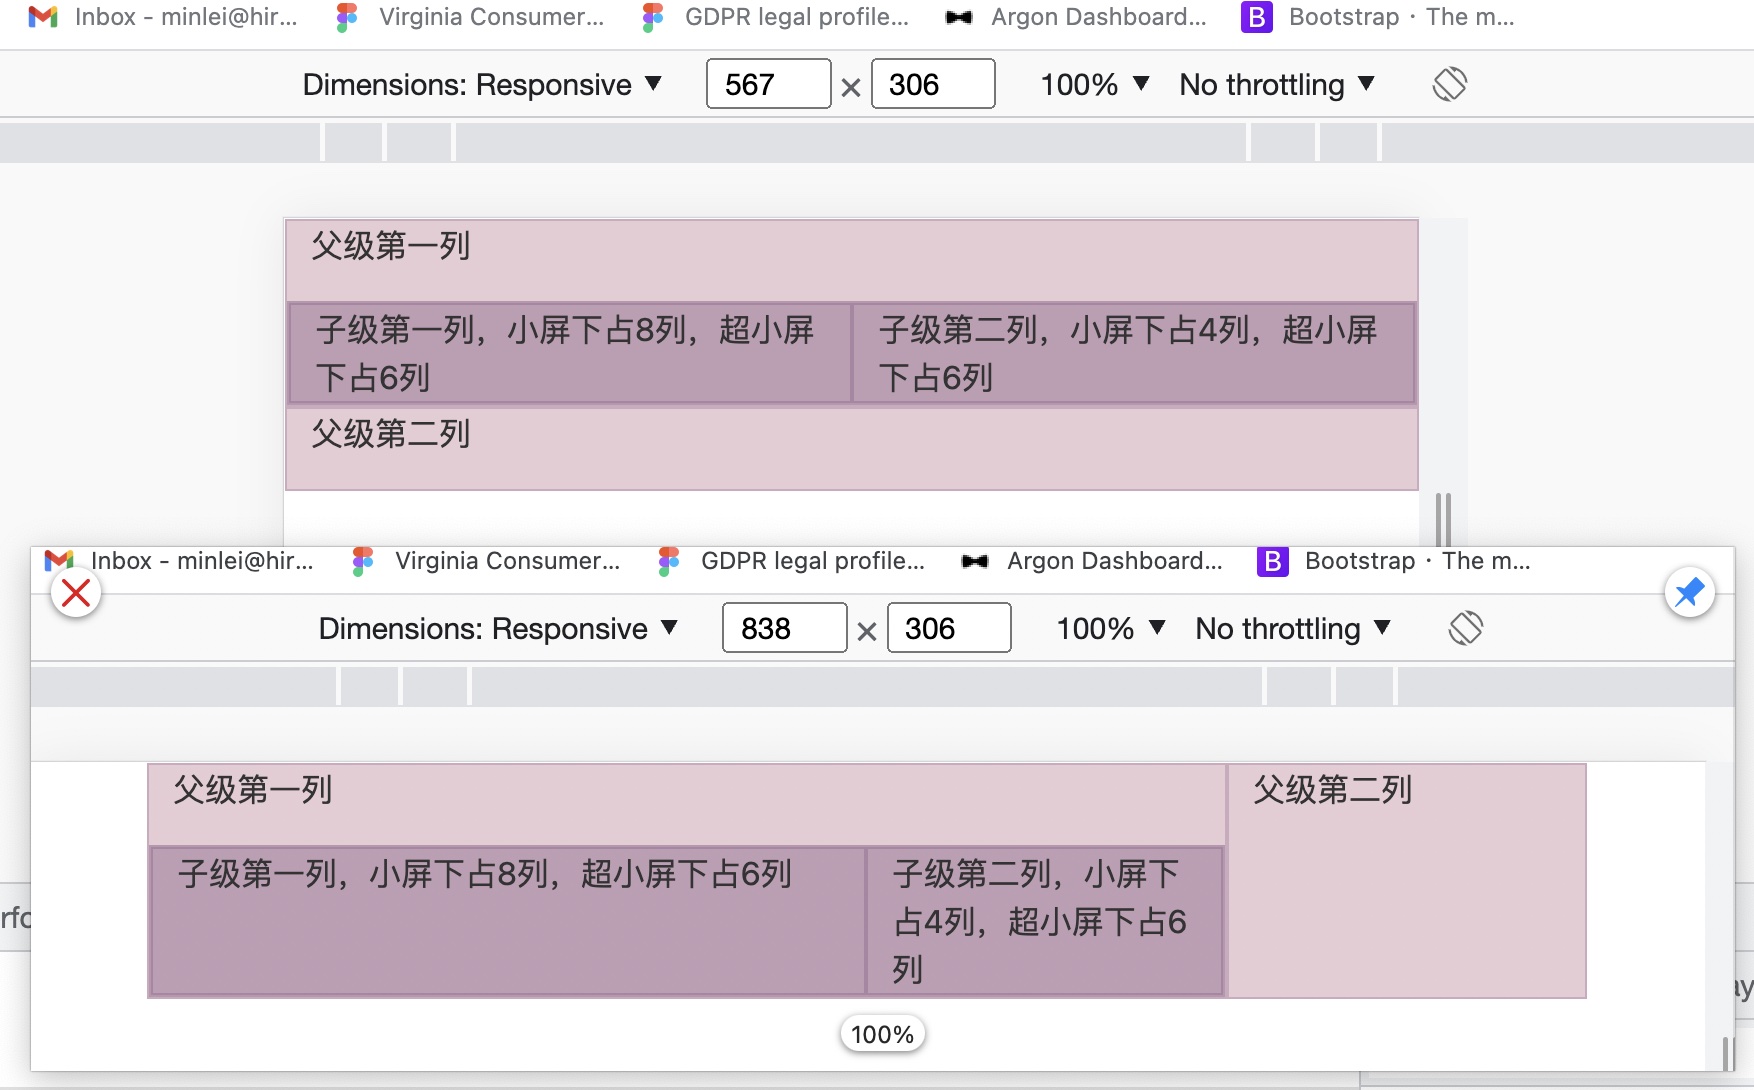 Inbox - minlei@hir...
Virginia Consumer...
GDPR legal profile...
Argon Dashboard...
B
Bootstrap · The m...
Dimensions: Responsive ▼
567 × 306
100% ▼
No throttling ▼
父级第一列
子级第一列，小屏下占8列，超小屏
下占6列
子级第二列，小屏下占4列，超小屏
下占6列
父级第二列
Inbox - minlei@hir...
Virginia Consumer...
GDPR legal profile...
Argon Dashboard...
B
Bootstrap · The m...
Dimensions: Responsive ▼
838 × 306
100% ▼
No throttling ▼
父级第一列
子级第一列，小屏下占8列，超小屏下占6列
子级第二列，小屏下
占4列，超小屏下占6
列
父级第二列
100%